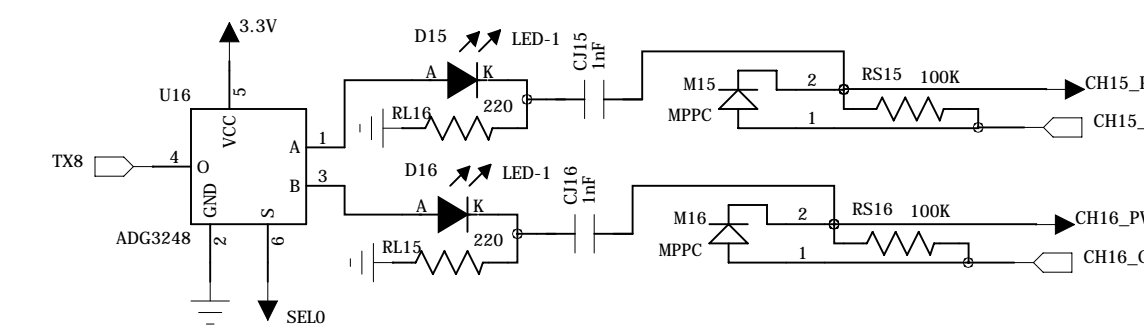 3.3V
D15
LED-1
CJ15
1nF
U16
5
VCC
A
K
220
RL16
M15
MPPC
2
1
RS15
100K
CH15_
CH15_
TX8
4
O
A
1
B
3
GND
S
2
6
ADG3248
SEL0
D16
LED-1
CJ16
1nF
A
K
220
RL15
M16
MPPC
2
1
RS16
100K
CH16_
CH16_